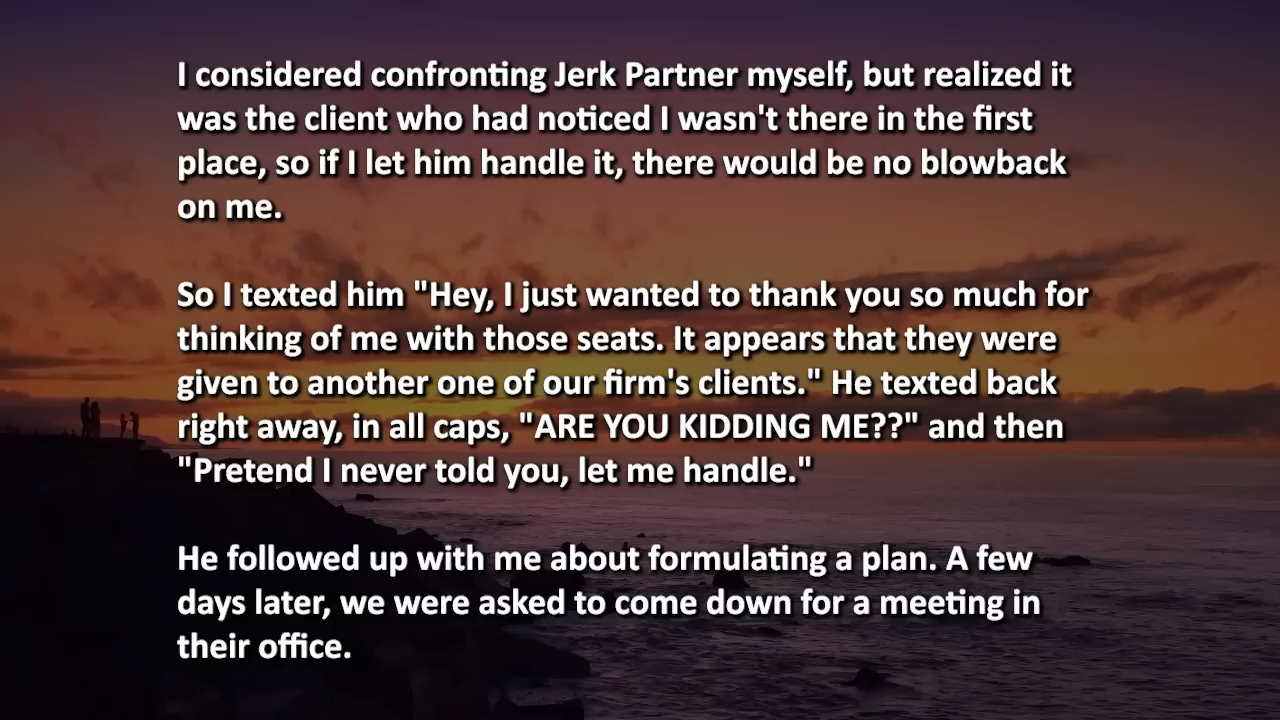 I considered confronting Jerk Partner myself, but realized it
was the client who had noticed I wasn't there in the first
place, so if I let him handle it, there would be no blowback
on me.
So I texted him "Hey, I just wanted to thank you so much for
thinking of me with those seats. It appears that they were
given to another one of our firm's clients." He texted back
right away, in all caps, "ARE YOU KIDDING ME??" and then
"Pretend I never told you, let me handle."
He followed up with me about formulating a plan. A few
days later, we were asked to come down for a meeting in
their office.